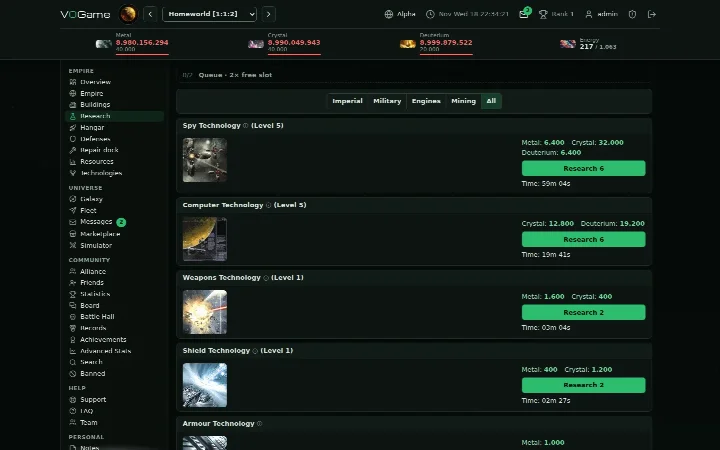 VOGame
Homeworld [1:1:2]
Alpha
Nov Wed 18 22:34:21
2
Rank 1
admin
Metal
8.980.156.294
40.000
Crystal
8.990.049.943
40.000
Deuterium
8.999.879.522
20.000
Energy
217 / 1.063
EMPIRE
Overview
Empire
Buildings
Research
Hangar
Defenses
Repair dock
Resources
Technologies
UNIVERSE
Galaxy
Fleet
Messages 2
Marketplace
Simulator
COMMUNITY
Alliance
Friends
Statistics
Board
Battle Hall
Records
Achievements
Advanced Stats
Search
Banned
HELP
Support
FAQ
Team
PERSONAL
Notes
0/2 Queue · 2× free slot
Imperial Military Engines Mining All
Spy Technology (Level 5)
Metal: 6.400 Crystal: 32.000
Deuterium: 6.400
Research 6
Time: 59m 04s
Computer Technology (Level 5)
Crystal: 12.800 Deuterium: 19.200
Research 6
Time: 19m 41s
Weapons Technology (Level 1)
Metal: 1.600 Crystal: 400
Research 2
Time: 03m 04s
Shield Technology (Level 1)
Metal: 400 Crystal: 1.200
Research 2
Time: 02m 27s
Armour Technology
Metal: 1.000